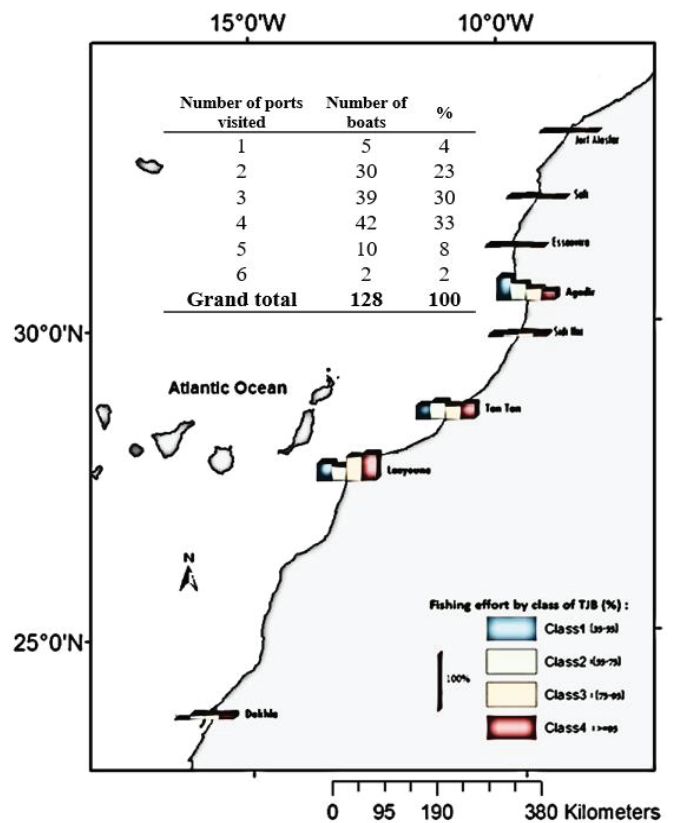 15°0'W 10°0'W
Number of ports visited Number of boats %
1 5 4
2 30 23
3 39 30
4 42 33
5 10 8
6 2 2
Grand total 128 100
Jorf Alasfar
Safi
Essaouira
Agadir
30°0'N
Atlantic Ocean
Tan Tan
Laayoune
N
Fishing effort by class of TJB (%) :
25°0'N
Class1
Class2
100%
Class3
Class4
Dakhla
0 95 190 380 Kilometers